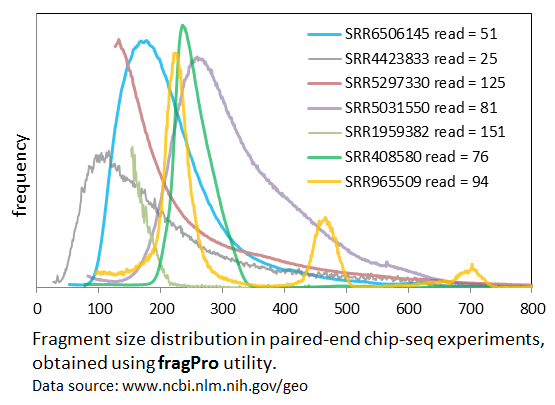 frequency
SRR6506145 read = 51
SRR4423833 read = 25
SRR5297330 read = 125
SRR5031550 read = 81
SRR1959382 read = 151
SRR408580 read = 76
SRR965509 read = 94
0 100 200 300 400 500 600 700 800
Fragment size distribution in paired-end chip-seq experiments,
obtained using fragPro utility.
Data source: www.ncbi.nlm.nih.gov/geo